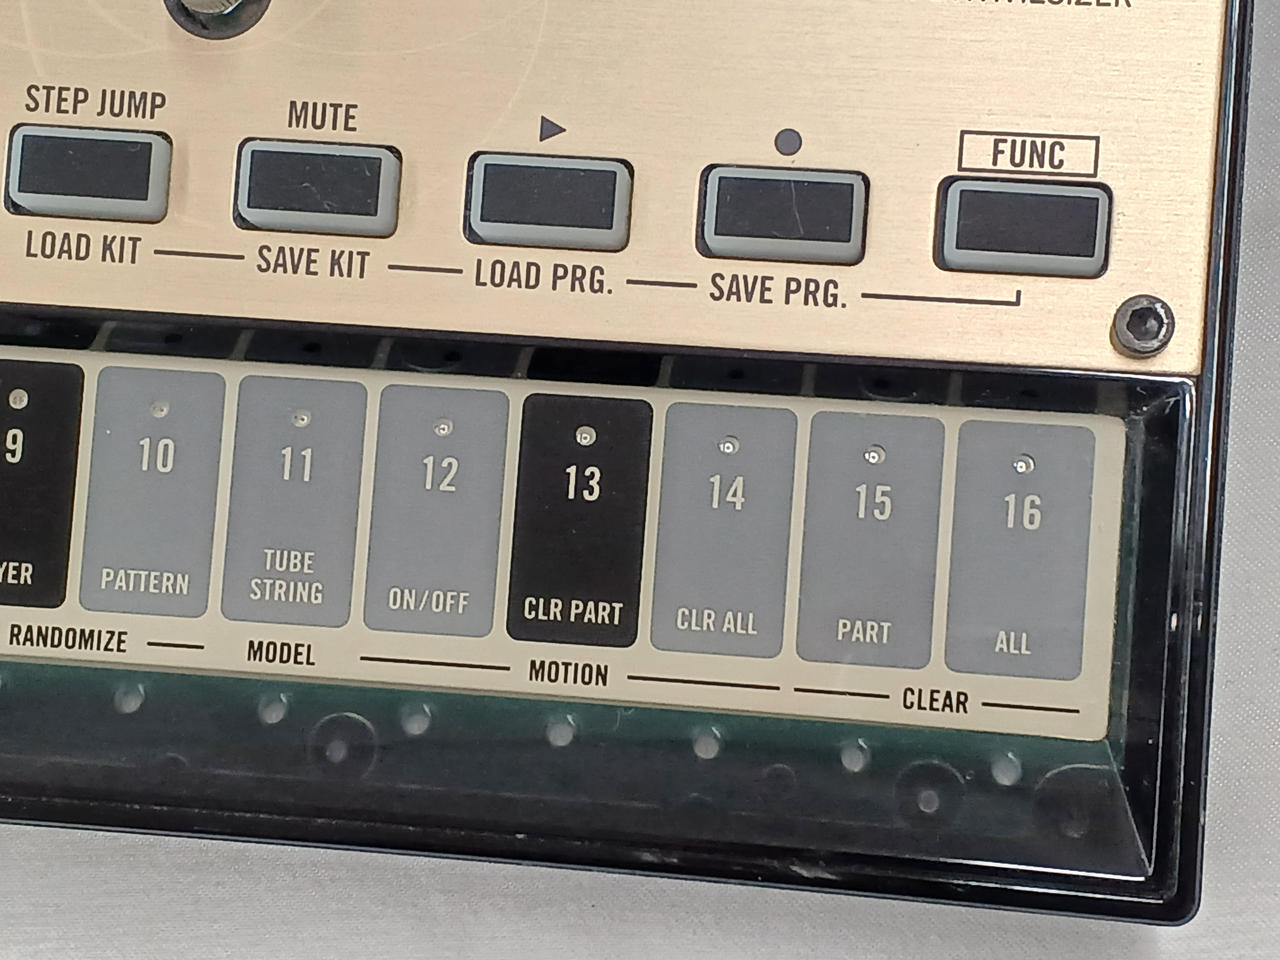 STEP JUMP MUTE ▶ ● FUNC
LOAD KIT SAVE KIT LOAD PRG. SAVE PRG.
9 10 11 12 13 14 15 16
PATTERN TUBE STRING ON/OFF CLR PART CLR ALL PART ALL
RANDOMIZE MODEL MOTION CLEAR